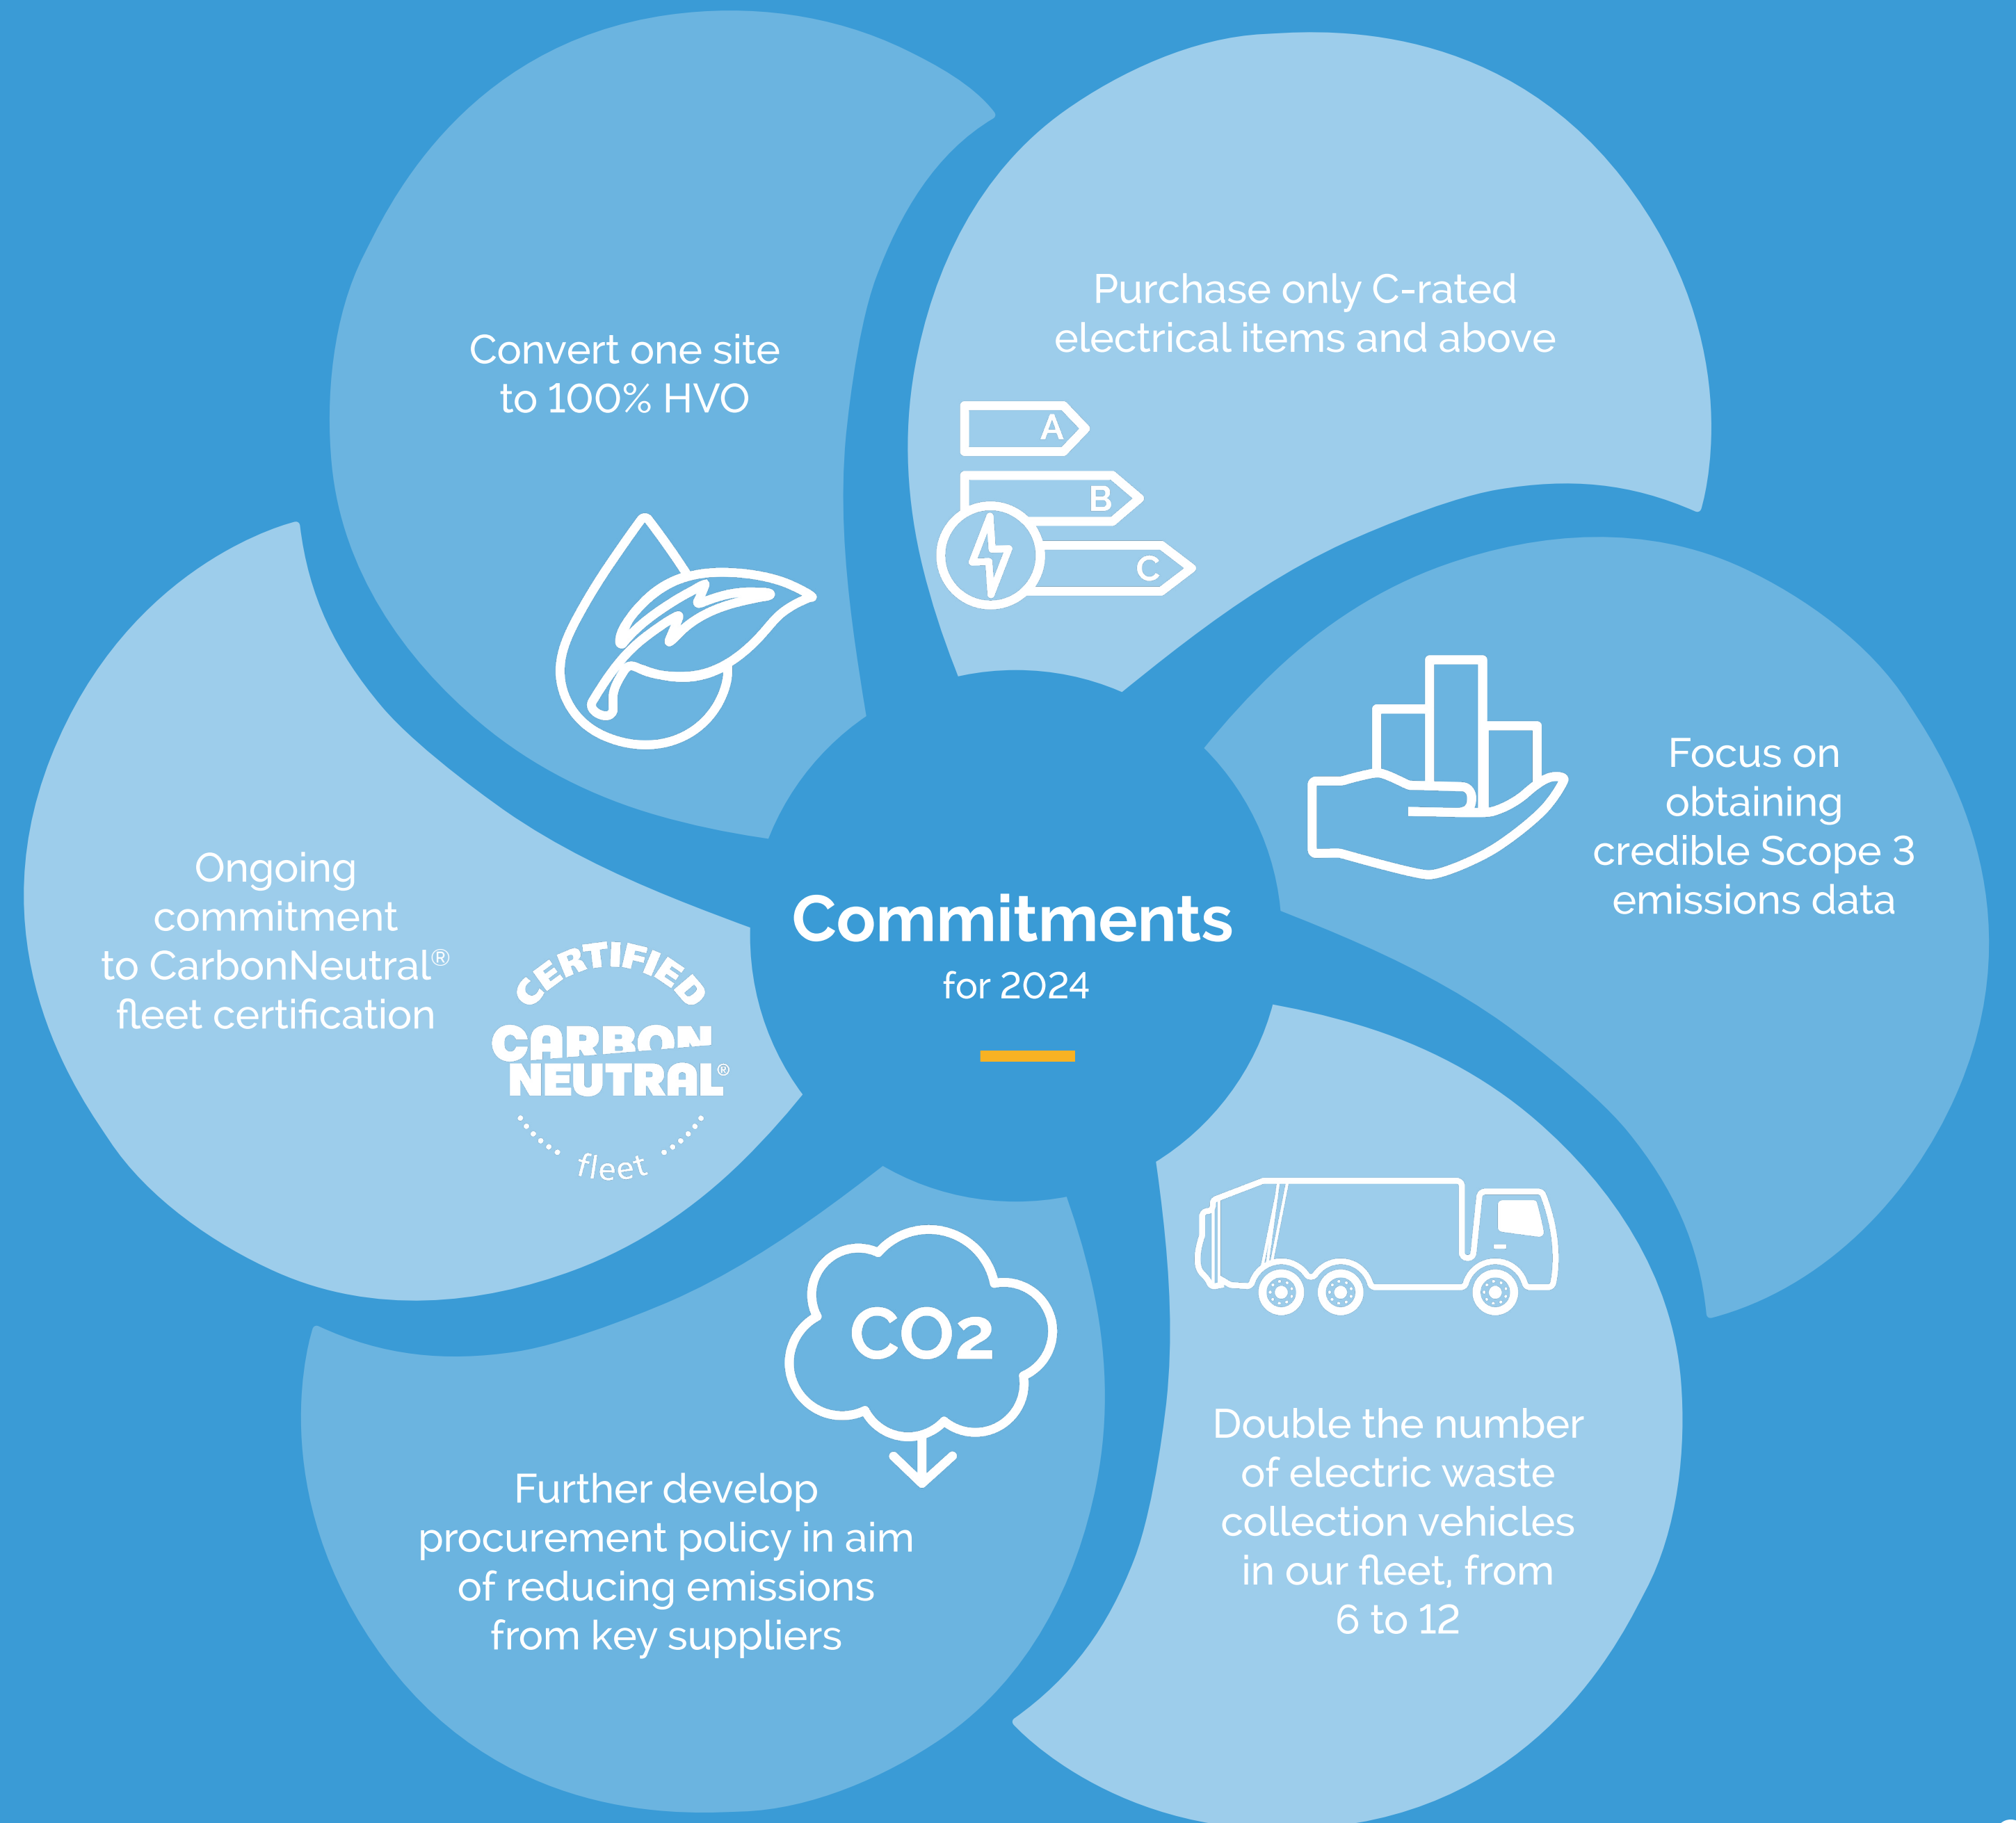 Commitments
for 2024
Convert one site
to 100% HVO
Purchase only C-rated
electrical items and above
A
B
C
Focus on
obtaining
credible Scope 3
emissions data
Double the number
of electric waste
collection vehicles
in our fleet, from
6 to 12
CO2
Further develop
procurement policy in aim
of reducing emissions
from key suppliers
Ongoing
commitment
to CarbonNeutral®
fleet certification
CERTIFIED
CARBON
NEUTRAL®
fleet